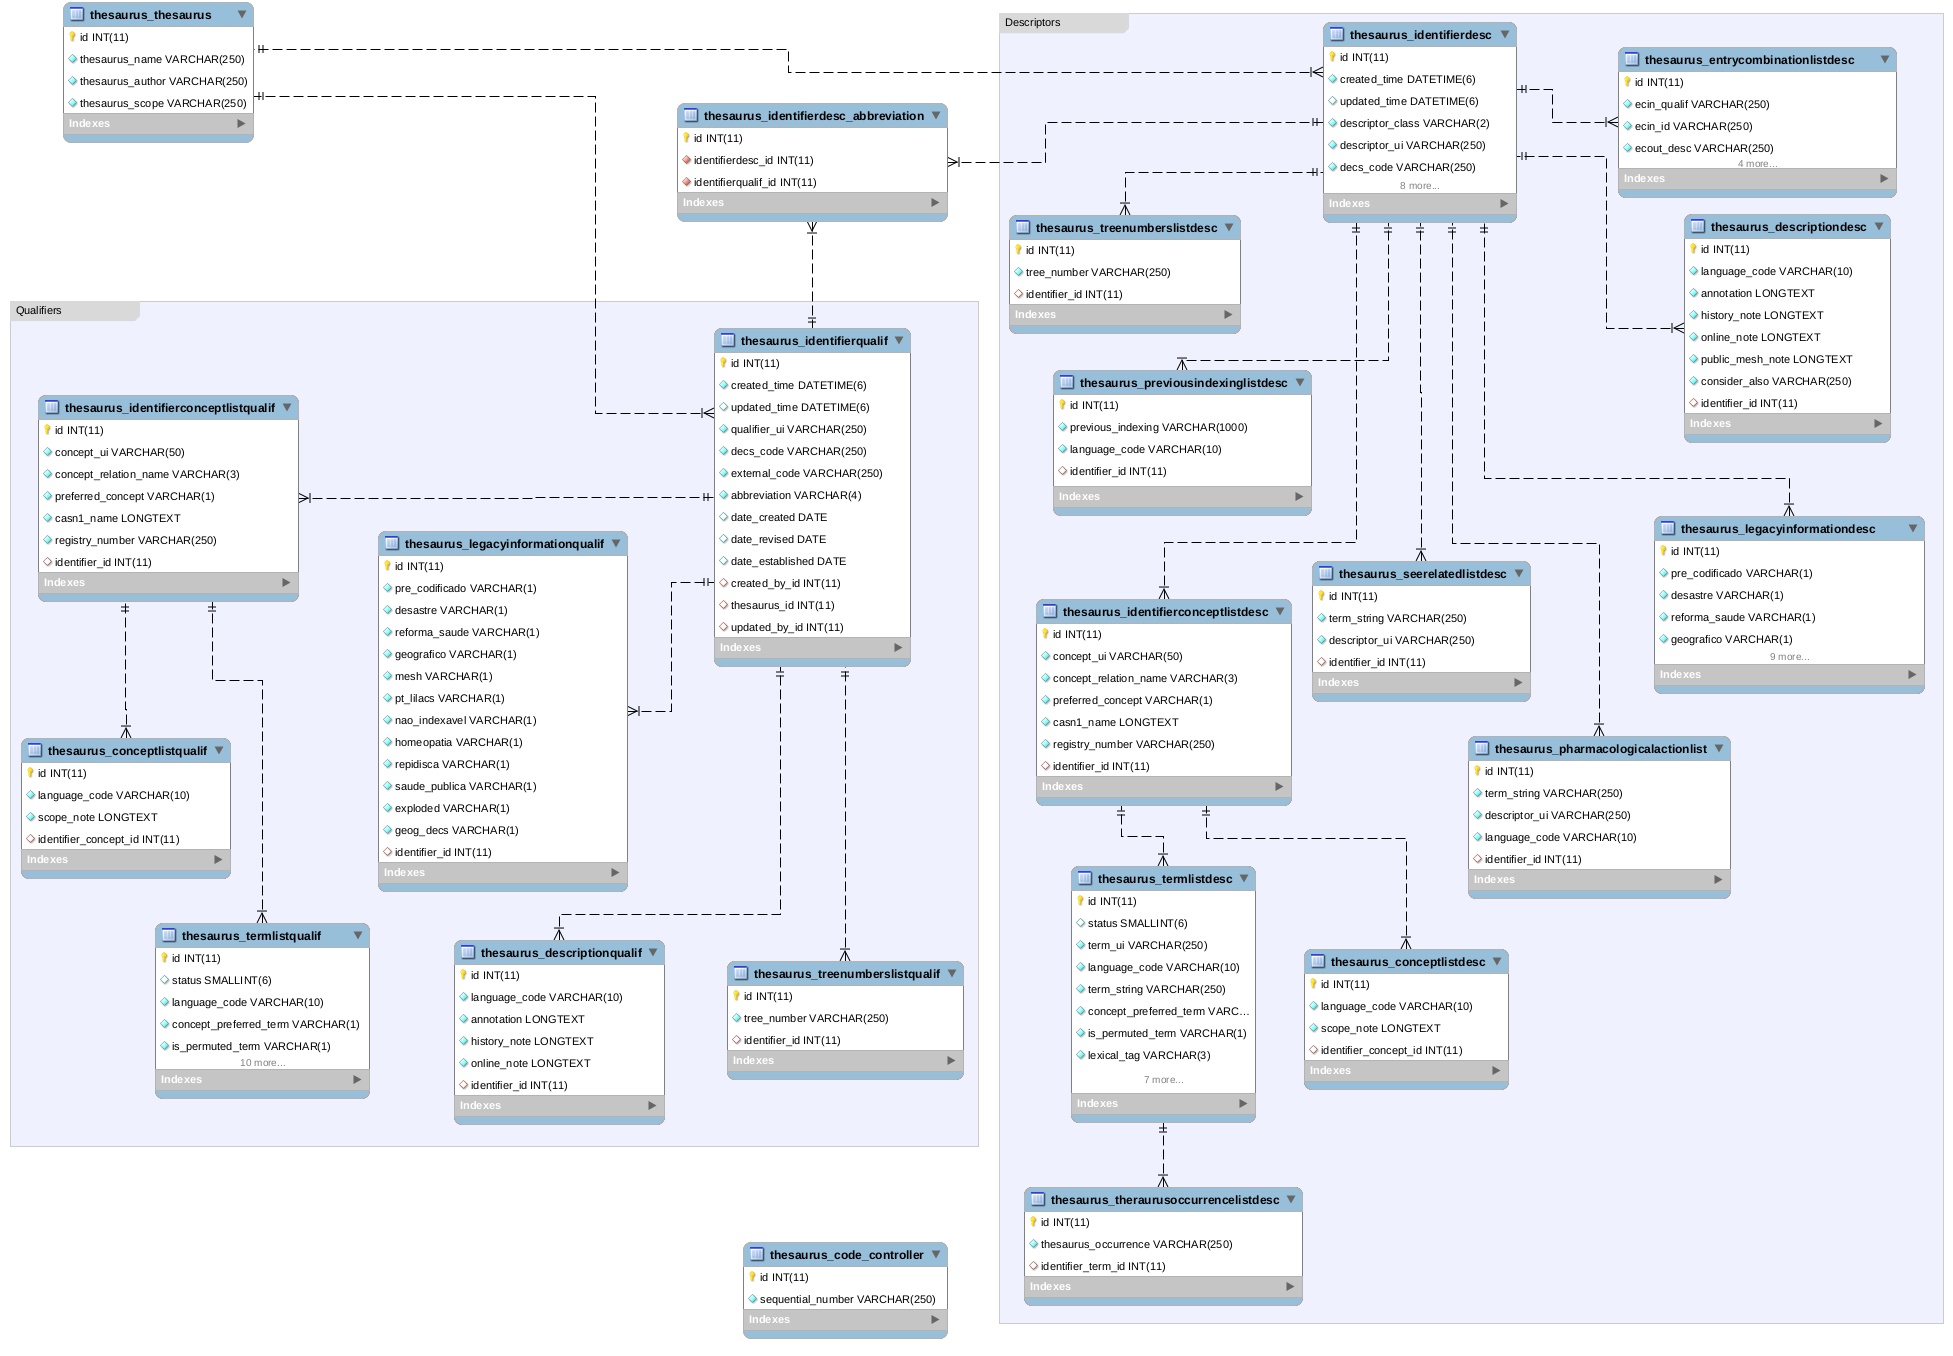 thesaurus_thesaurus
id INT(11)
thesaurus_name VARCHAR(250)
thesaurus_author VARCHAR(250)
thesaurus_scope VARCHAR(250)
Indexes
thesaurus_identifierdesc_abbreviation
id INT(11)
identifierdesc_id INT(11)
identifierqualif_id INT(11)
Indexes
Qualifiers
thesaurus_identifierqualif
id INT(11)
created_time DATETIME(6)
updated_time DATETIME(6)
qualifier_ui VARCHAR(250)
decs_code VARCHAR(250)
external_code VARCHAR(250)
abbreviation VARCHAR(4)
date_created DATE
date_revised DATE
date_established DATE
created_by_id INT(11)
thesaurus_id INT(11)
updated_by_id INT(11)
Indexes
thesaurus_identifierconceptlistqualif
id INT(11)
concept_ui VARCHAR(50)
concept_relation_name VARCHAR(3)
preferred_concept VARCHAR(1)
casn1_name LONGTEXT
registry_number VARCHAR(250)
identifier_id INT(11)
Indexes
thesaurus_legacyinformationqualif
id INT(11)
pre_codificado VARCHAR(1)
desastre VARCHAR(1)
reforma_saude VARCHAR(1)
geografico VARCHAR(1)
mesh VARCHAR(1)
pt_lilacs VARCHAR(1)
nao_indexavel VARCHAR(1)
homeopatia VARCHAR(1)
repidisca VARCHAR(1)
saude_publica VARCHAR(1)
exploded VARCHAR(1)
geog_decs VARCHAR(1)
identifier_id INT(11)
Indexes
thesaurus_conceptlistqualif
id INT(11)
language_code VARCHAR(10)
scope_note LONGTEXT
identifier_concept_id INT(11)
Indexes
thesaurus_termlistqualif
id INT(11)
status SMALLINT(6)
language_code VARCHAR(10)
concept_preferred_term VARCHAR(1)
is_permuted_term VARCHAR(1)
10 more...
Indexes
thesaurus_descriptionqualif
id INT(11)
language_code VARCHAR(10)
annotation LONGTEXT
history_note LONGTEXT
online_note LONGTEXT
identifier_id INT(11)
Indexes
thesaurus_treenumberslistqualif
id INT(11)
tree_number VARCHAR(250)
identifier_id INT(11)
Indexes
thesaurus_code_controller
id INT(11)
sequential_number VARCHAR(250)
Indexes
Descriptors
thesaurus_identifierdesc
id INT(11)
created_time DATETIME(6)
updated_time DATETIME(6)
descriptor_class VARCHAR(2)
descriptor_ui VARCHAR(250)
decs_code VARCHAR(250)
8 more...
Indexes
thesaurus_entrycombinationlistdesc
id INT(11)
ecin_qualif VARCHAR(250)
ecin_id VARCHAR(250)
ecout_desc VARCHAR(250)
4 more...
Indexes
thesaurus_treenumberslistdesc
id INT(11)
tree_number VARCHAR(250)
identifier_id INT(11)
Indexes
thesaurus_descriptiondesc
id INT(11)
language_code VARCHAR(10)
annotation LONGTEXT
history_note LONGTEXT
online_note LONGTEXT
public_mesh_note LONGTEXT
consider_also VARCHAR(250)
identifier_id INT(11)
Indexes
thesaurus_previousindexinglistdesc
id INT(11)
previous_indexing VARCHAR(1000)
language_code VARCHAR(10)
identifier_id INT(11)
Indexes
thesaurus_legacyinformationdesc
id INT(11)
pre_codificado VARCHAR(1)
desastre VARCHAR(1)
reforma_saude VARCHAR(1)
geografico VARCHAR(1)
9 more...
Indexes
thesaurus_seerelatedlistdesc
id INT(11)
term_string VARCHAR(250)
descriptor_ui VARCHAR(250)
identifier_id INT(11)
Indexes
thesaurus_identifierconceptlistdesc
id INT(11)
concept_ui VARCHAR(50)
concept_relation_name VARCHAR(3)
preferred_concept VARCHAR(1)
casn1_name LONGTEXT
registry_number VARCHAR(250)
identifier_id INT(11)
Indexes
thesaurus_pharmacologicalactionlist
id INT(11)
term_string VARCHAR(250)
descriptor_ui VARCHAR(250)
language_code VARCHAR(10)
identifier_id INT(11)
Indexes
thesaurus_termlistdesc
id INT(11)
status SMALLINT(6)
term_ui VARCHAR(250)
language_code VARCHAR(10)
term_string VARCHAR(250)
concept_preferred_term VARC...
is_permuted_term VARCHAR(1)
lexical_tag VARCHAR(3)
7 more...
Indexes
thesaurus_conceptlistdesc
id INT(11)
language_code VARCHAR(10)
scope_note LONGTEXT
identifier_concept_id INT(11)
Indexes
thesaurus_theraurusoccurrencelistdesc
id INT(11)
thesaurus_occurrence VARCHAR(250)
identifier_term_id INT(11)
Indexes